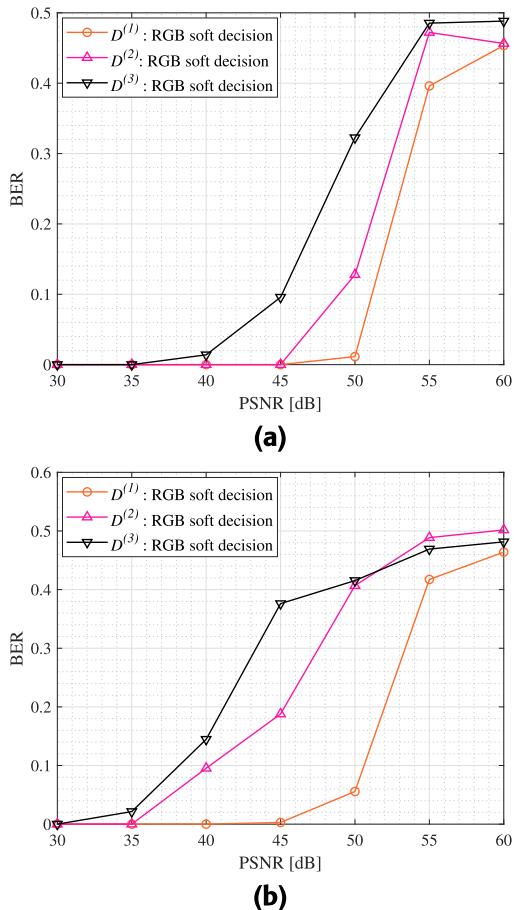 0.5
0.4
0.3
0.2
0.1
0
BER
D(1) : RGB soft decision
D(2): RGB soft decision
D(3) : RGB soft decision
30 35 40 45 50 55 60
PSNR [dB]
(a)
0.6
0.5
0.4
0.3
0.2
0.1
0
BER
D(1) : RGB soft decision
D(2) : RGB soft decision
D(3) : RGB soft decision
30 35 40 45 50 55 60
PSNR [dB]
(b)